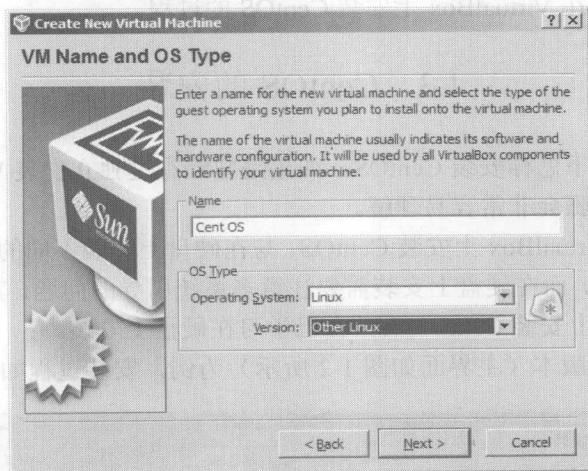 Create New Virtual Machine
VM Name and OS Type
Enter a name for the new virtual machine and select the type of the
guest operating system you plan to install onto the virtual machine.
The name of the virtual machine usually indicates its software and
hardware configuration. It will be used by all VirtualBox components
to identify your virtual machine.
Name
Cent OS
OS Type
Operating System: Linux
Version: Other Linux
Sun
< Back Next > Cancel